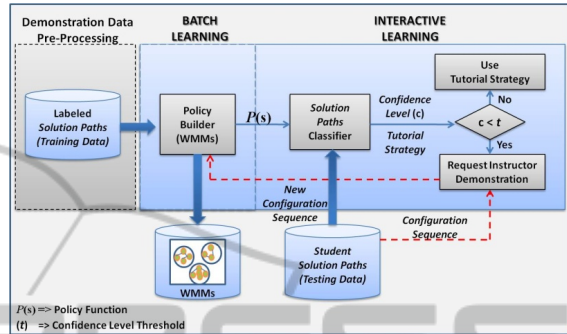 Demonstration Data
Pre-Processing
BATCH
LEARNING
INTERACTIVE
LEARNING
Labeled
Solution Paths
(Training Data)
Policy
Builder
(WMMs)
P(s)
Solution
Paths
Classifier
Confidence
Level (c)
Tutorial
Strategy
Use
Tutorial Strategy
No
c < t
Yes
Request Instructor
Demonstration
New
Configuration
Sequence
Configuration
Sequence
WMMs
Student
Solution Paths
(Testing Data)
P(s) => Policy Function
(t) => Confidence Level Threshold